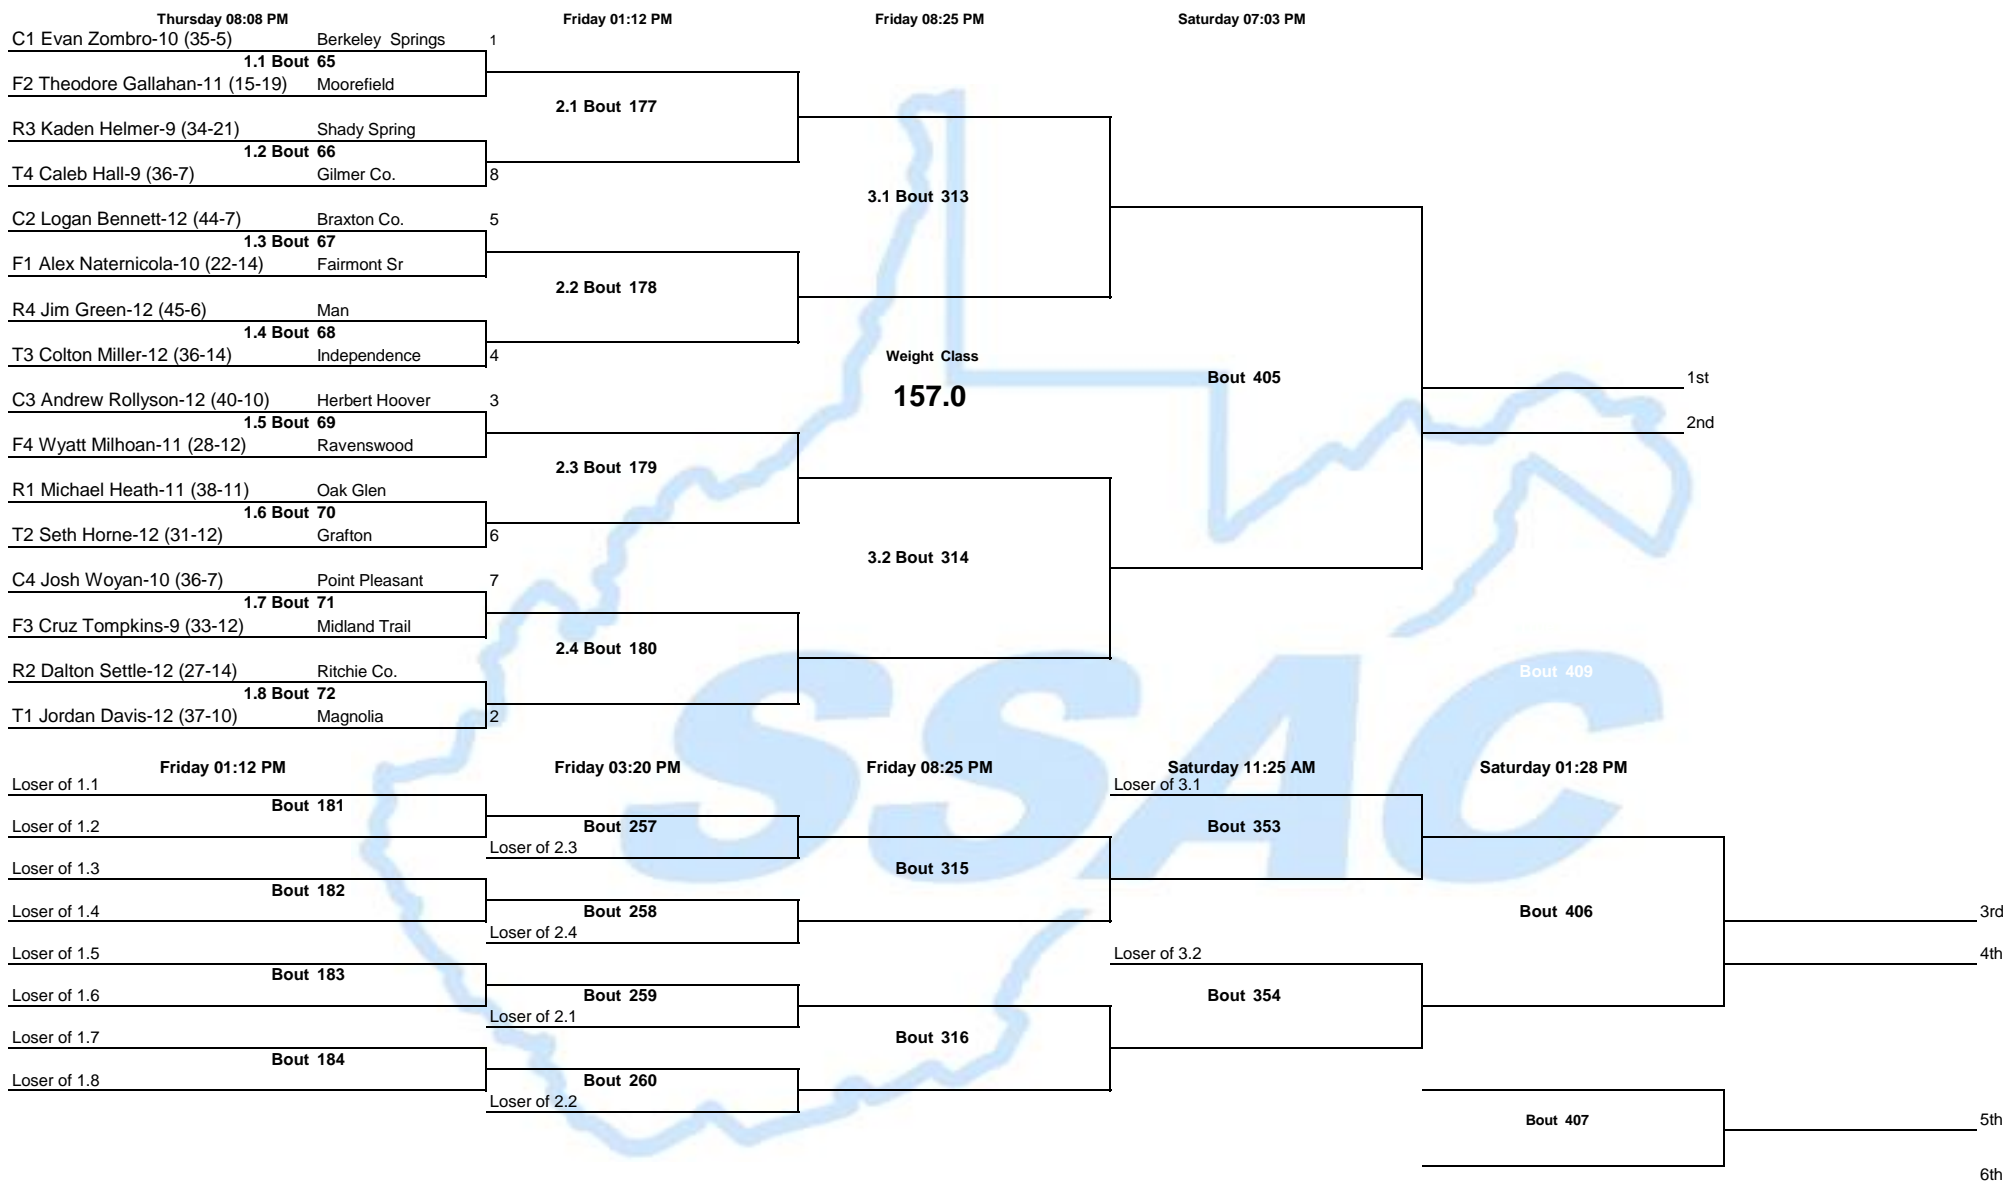 Thursday 08:08 PM Friday 01:12 PM Friday 08:25 PM Saturday 07:03 PM
C1 Evan Zombro-10 (35-5) Berkeley Springs 1
1.1 Bout 65
F2 Theodore Gallahan-11 (15-19) Moorefield
2.1 Bout 177
R3 Kaden Helmer-9 (34-21) Shady Spring
1.2 Bout 66
T4 Caleb Hall-9 (36-7) Gilmer Co. 8
3.1 Bout 313
C2 Logan Bennett-12 (44-7) Braxton Co. 5
1.3 Bout 67
F1 Alex Naternicola-10 (22-14) Fairmont Sr
2.2 Bout 178
R4 Jim Green-12 (45-6) Man
1.4 Bout 68
T3 Colton Miller-12 (36-14) Independence 4
Weight Class
Bout 405 1st
157.0
C3 Andrew Rollyson-12 (40-10) Herbert Hoover 3
1.5 Bout 69 2nd
F4 Wyatt Milhoan-11 (28-12) Ravenswood
2.3 Bout 179
R1 Michael Heath-11 (38-11) Oak Glen
1.6 Bout 70
T2 Seth Horne-12 (31-12) Grafton 6
3.2 Bout 314
C4 Josh Woyan-10 (36-7) Point Pleasant 7
1.7 Bout 71
F3 Cruz Tompkins-9 (33-12) Midland Trail
2.4 Bout 180
R2 Dalton Settle-12 (27-14) Ritchie Co. Bout 409
1.8 Bout 72
T1 Jordan Davis-12 (37-10) Magnolia 2
SSAC
Friday 01:12 PM Friday 03:20 PM Friday 08:25 PM Saturday 11:25 AM Saturday 01:28 PM
Loser of 1.1 Loser of 3.1
Bout 181
Loser of 1.2 Bout 257 Bout 353
Loser of 2.3
Loser of 1.3 Bout 315
Bout 182
Loser of 1.4 Bout 258 Bout 406 3rd
Loser of 2.4
Loser of 1.5 Loser of 3.2 4th
Bout 183
Loser of 1.6 Bout 259 Bout 354
Loser of 2.1
Loser of 1.7 Bout 316
Bout 184
Loser of 1.8 Bout 260
Loser of 2.2
Bout 407 5th
6th